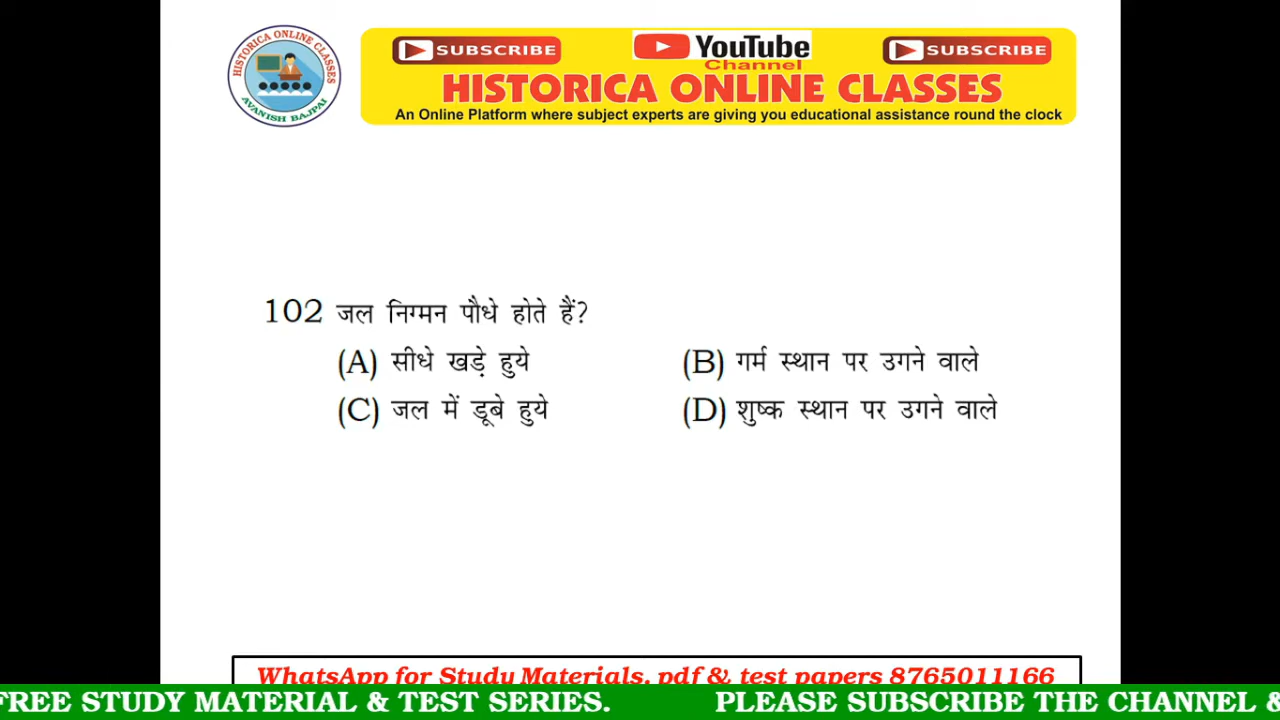 HISTORICA ONLINE CLASSES
AVANISH BAJPAI
SUBSCRIBE
YouTube
SUBSCRIBE
Channel
HISTORICA ONLINE CLASSES
An Online Platform where subject experts are giving you educational assistance round the clock
102 जल निग्मन पौधे होते हैं?
(A) सीधे खड़े हुये (B) गर्म स्थान पर उगने वाले
(C) जल में डूबे हुये (D) शुष्क स्थान पर उगने वाले
WhatsApp for Study Materials, pdf & test papers 8765011166
FREE STUDY MATERIAL & TEST SERIES. PLEASE SUBSCRIBE THE CHANNEL &